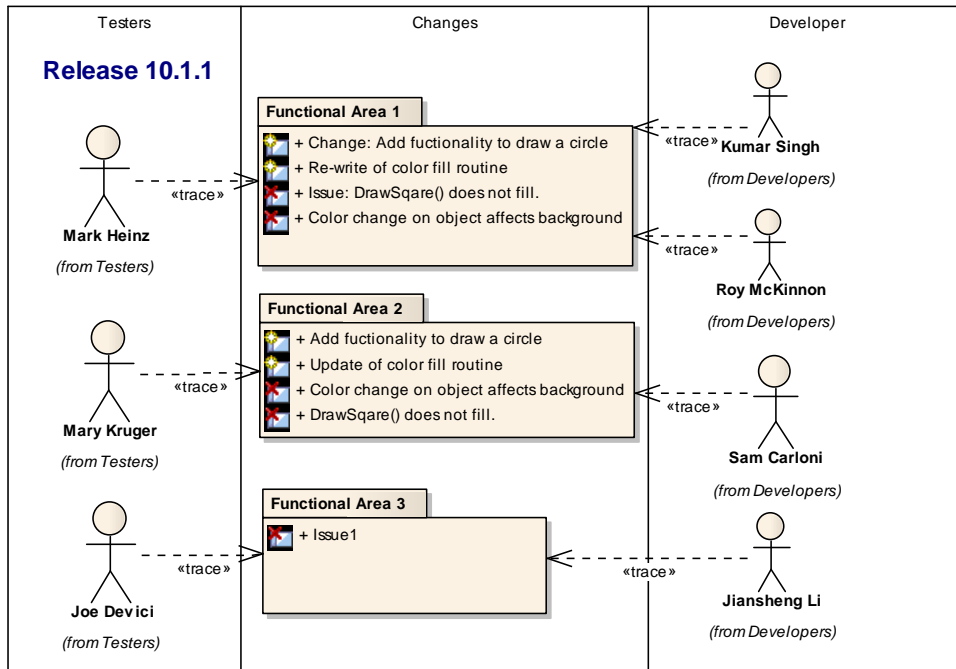 Testers
Changes
Developer
Release 10.1.1
Functional Area 1
+ Change: Add fuctionality to draw a circle
+ Re-write of color fill routine
+ Issue: DrawSqare() does not fill.
+ Color change on object affects background
«trace»
Mark Heinz
(from Testers)
«trace»
Kumar Singh
(from Developers)
«trace»
Roy McKinnon
(from Developers)
Functional Area 2
+ Add fuctionality to draw a circle
+ Update of color fill routine
+ Color change on object affects background
+ DrawSqare() does not fill.
«trace»
Mary Kruger
(from Testers)
«trace»
Sam Carloni
(from Developers)
Functional Area 3
+ Issue1
«trace»
Joe Devici
(from Testers)
«trace»
Jiansheng Li
(from Developers)